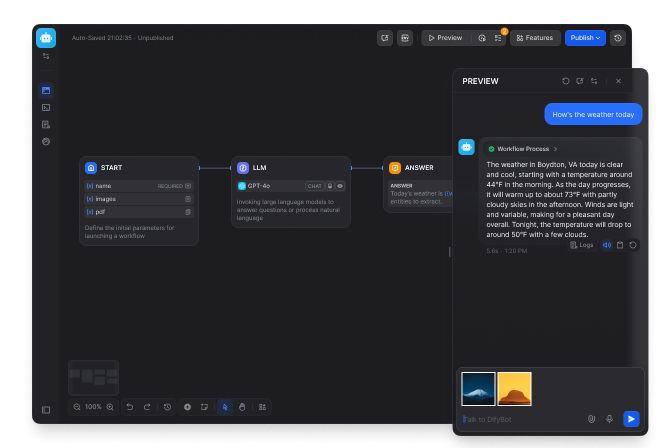 Auto-Saved 21:02:35 · Unpublished
Preview
2
Features
Publish
START
{x} name
REQUIRED
{x} images
{x} pdf
Define the initial parameters for
launching a workflow
LLM
GPT-4o
CHAT
Invoking large language models to
answer questions or process natural
language
ANSWER
ANSWER
Today's weather is
entities to extract.
100%
PREVIEW
How's the weather today
Workflow Process
The weather in Boydton, VA today is clear
and cool, starting with a temperature around
44°F in the morning. As the day progresses,
it will warm up to about 73°F with partly
cloudy skies in the afternoon. Winds are light
and variable, making for a pleasant day
overall. Tonight, the temperature will drop to
around 50°F with a few clouds.
Logs
5.6s · 1:20 PM
Talk to DifyBot